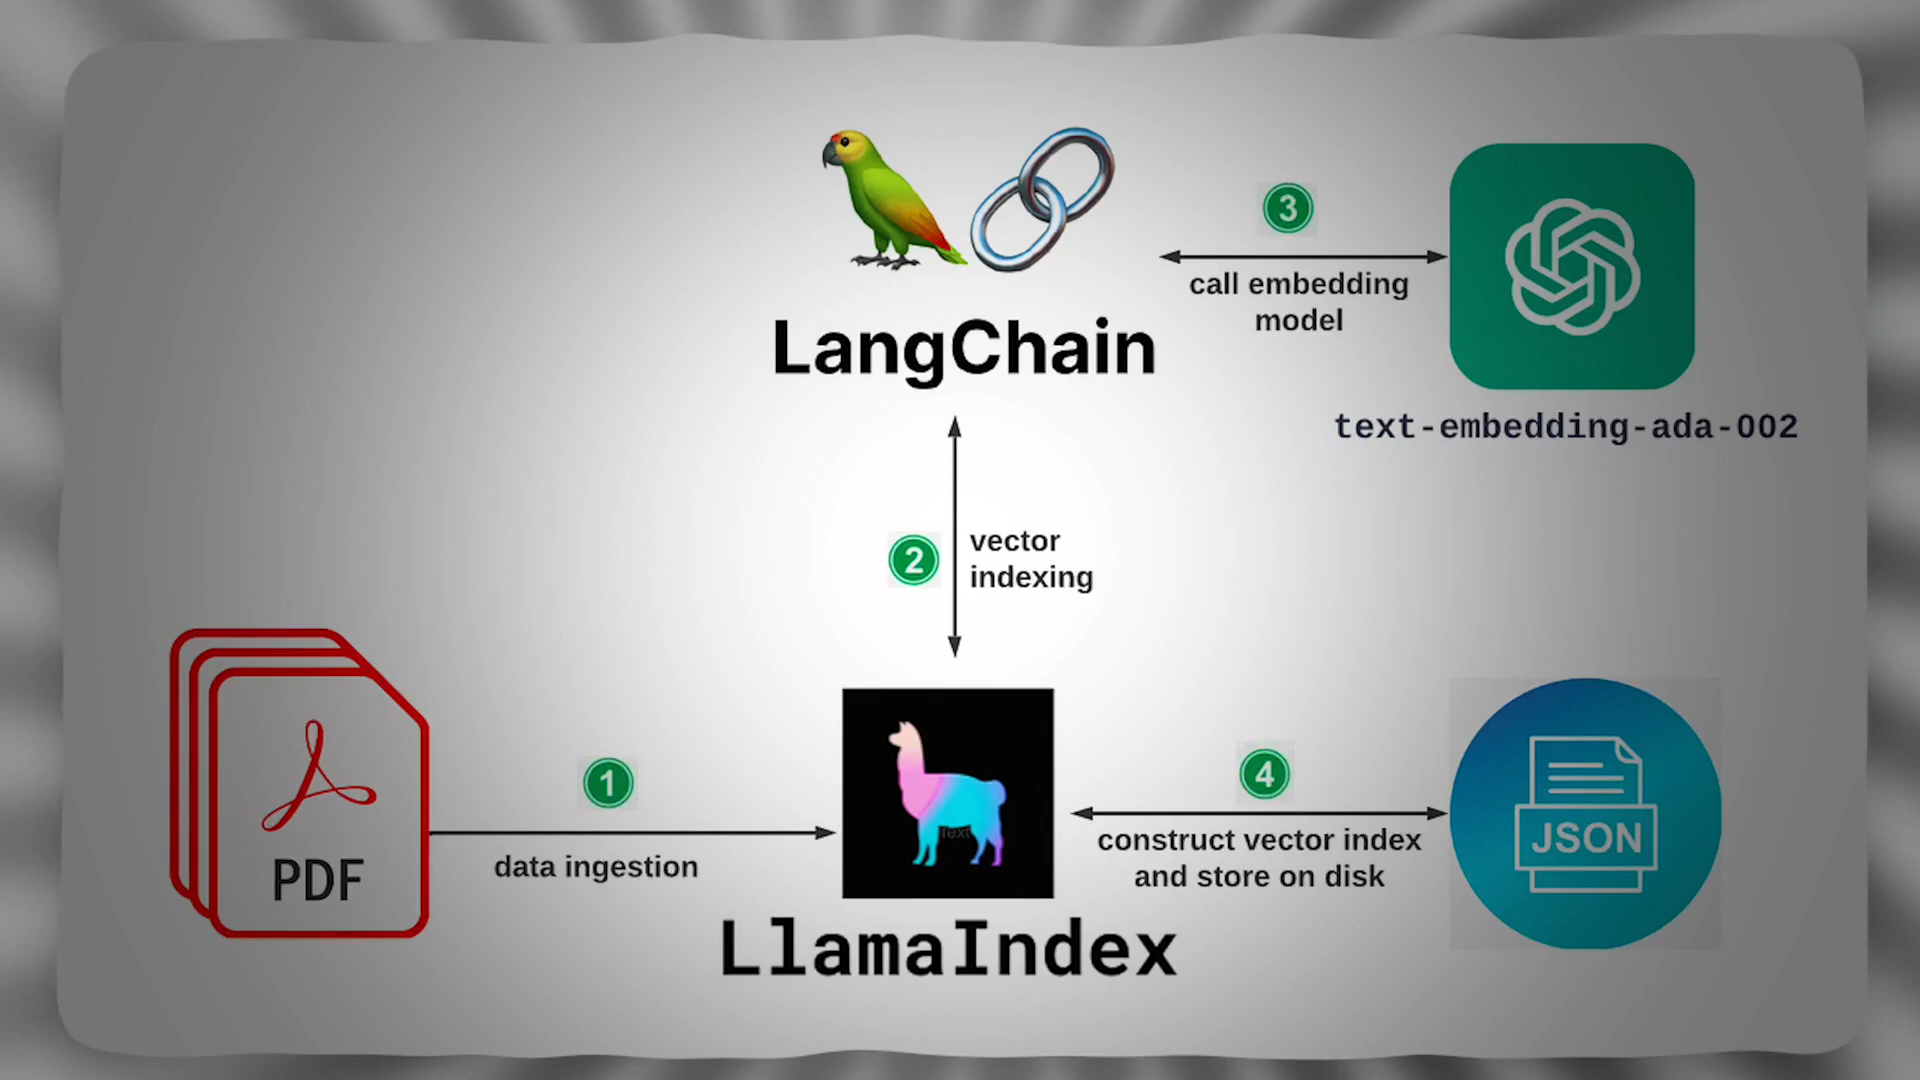 3
call embedding
model
LangChain
text-embedding-ada-002
2
vector
indexing
PDF
1
data ingestion
Text
4
construct vector index
and store on disk
JSON
LlamaIndex